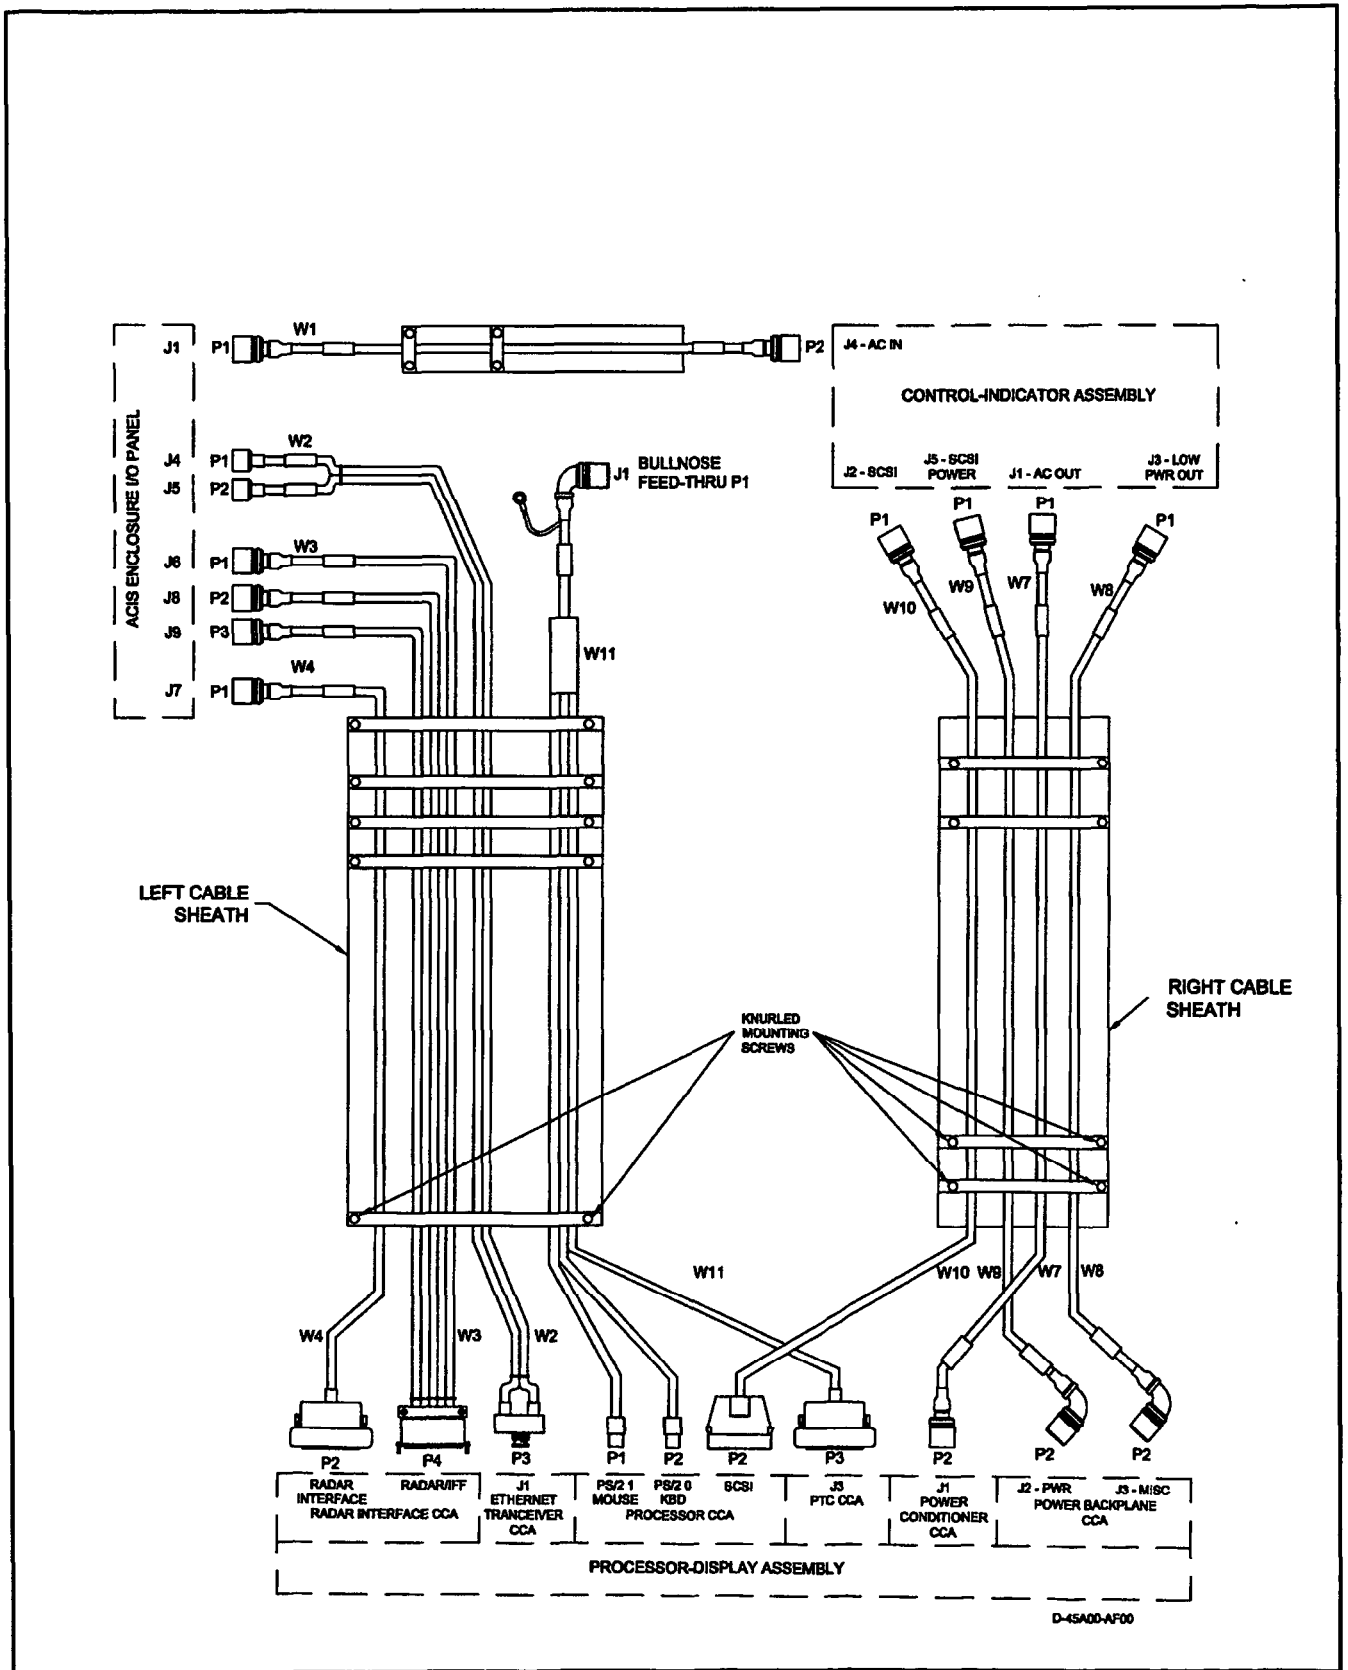 W1
J1
P1
P2
J4 - AC IN
CONTROL-INDICATOR ASSEMBLY
J2 - SCSI
J5 - SCSI
POWER
J1 - AC OUT
J3 - LOW
PWR OUT
ACIS ENCLOSURE I/O PANEL
W2
J4
P1
J5
P2
J1
BULLNOSE
FEED-THRU P1
W3
J6
P1
J8
P2
J9
P3
W4
J7
P1
W11
P1
P1
P1
P1
W10
W9
W7
W8
LEFT CABLE
SHEATH
RIGHT CABLE
SHEATH
KNURLED
MOUNTING
SCREWS
W11
W10
W9
W7
W8
W4
W3
W2
P2
P4
P3
P1
P2
P2
P3
P2
P2
P2
RADAR
INTERFACE
RADAR/IFF
RADAR INTERFACE CCA
J1
ETHERNET
TRANCEIVER
CCA
PS/2 1
MOUSE
PS/2 0
KBD
SCSI
PROCESSOR CCA
J3
PTC CCA
J1
POWER
CONDITIONER
CCA
J2 - PWR
J3 - MISC
POWER BACKPLANE
CCA
PROCESSOR-DISPLAY ASSEMBLY
D-45A00-AF00